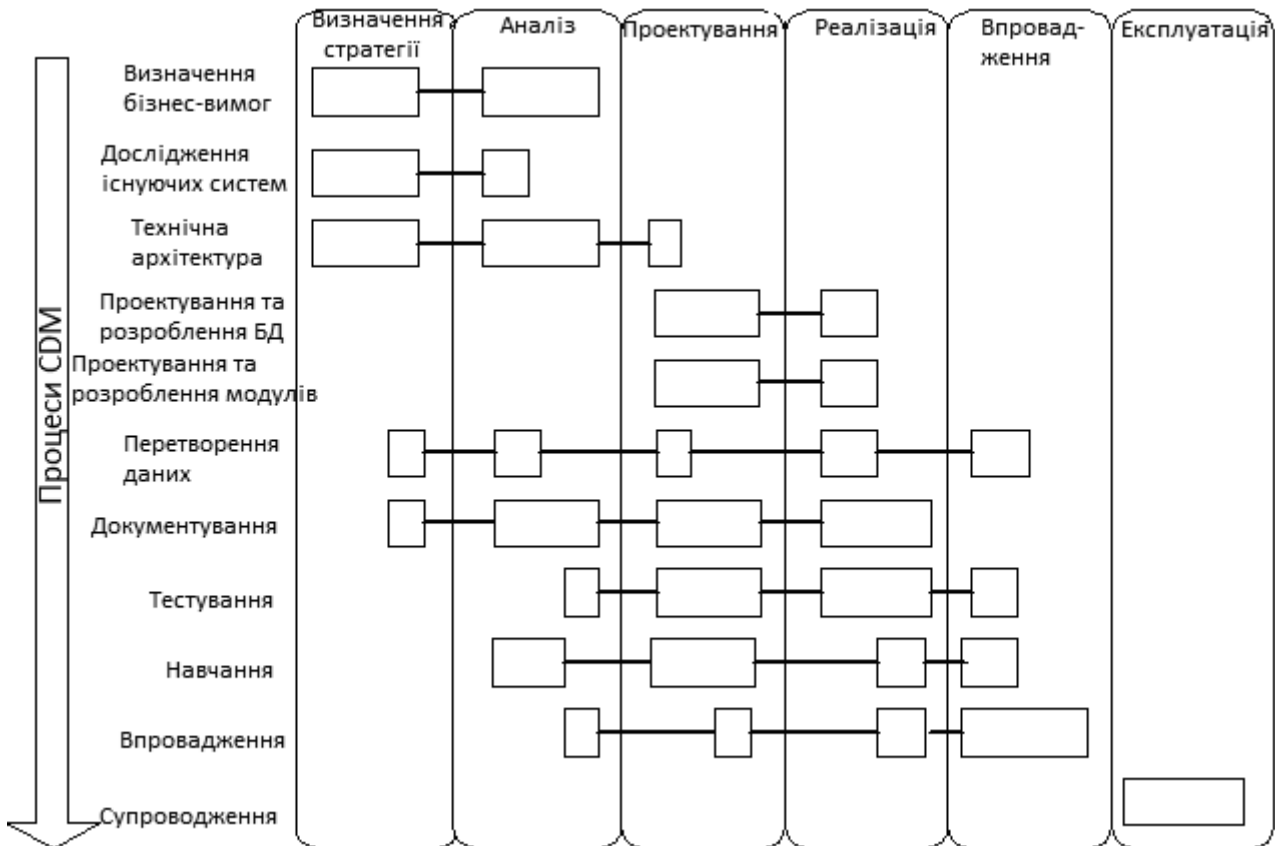 Визначення
стратегії
Аналіз
Проектування
Реалізація
Впровад-
ження
Експлуатація
Процеси CDM
Визначення
бізнес-вимог
Дослідження
існуючих систем
Технічна
архітектура
Проектування та
розроблення БД
Проектування та
розроблення модулів
Перетворення
даних
Документування
Тестування
Навчання
Впровадження
Супроводження